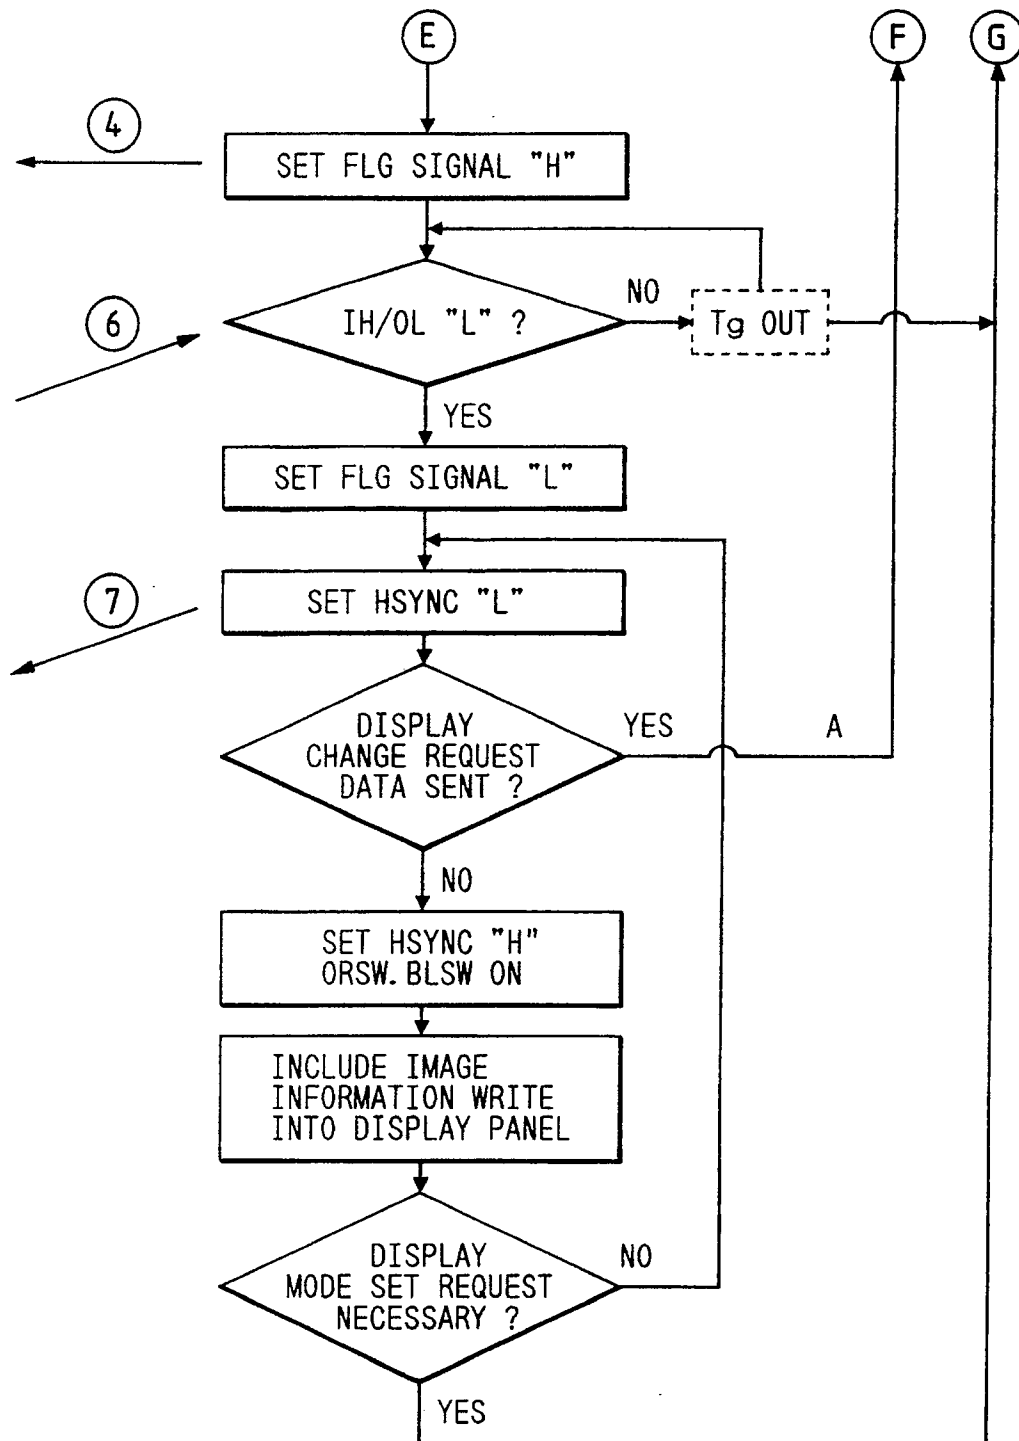 E
F
G
4
SET FLG SIGNAL "H"
6
IH/OL "L" ?
NO
Tg OUT
YES
SET FLG SIGNAL "L"
7
SET HSYNC "L"
DISPLAY
CHANGE REQUEST
DATA SENT ?
YES
A
NO
SET HSYNC "H"
ORSW. BLSW ON
INCLUDE IMAGE
INFORMATION WRITE
INTO DISPLAY PANEL
DISPLAY
MODE SET REQUEST
NECESSARY ?
NO
YES